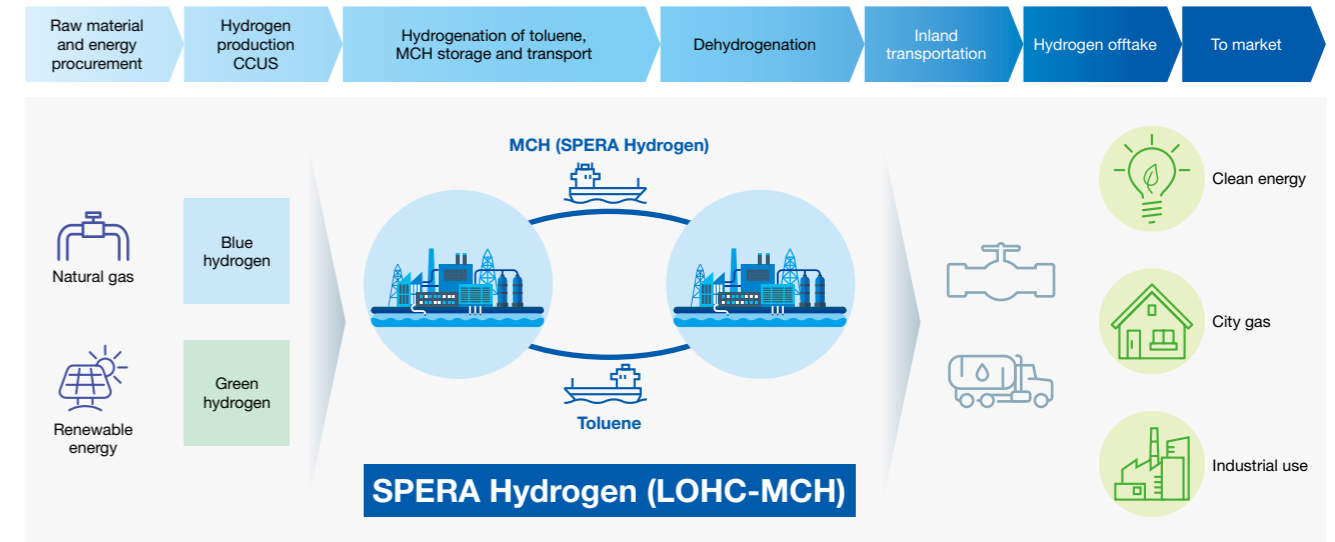 Raw material
and energy
procurement
Hydrogen
production
CCUS
Hydrogenation of toluene,
MCH storage and transport
Dehydrogenation
Inland
transportation
Hydrogen offtake
To market
MCH (SPERA Hydrogen)
Natural gas
Blue
hydrogen
Renewable
energy
Green
hydrogen
Toluene
SPERA Hydrogen (LOHC-MCH)
Clean energy
City gas
Industrial use